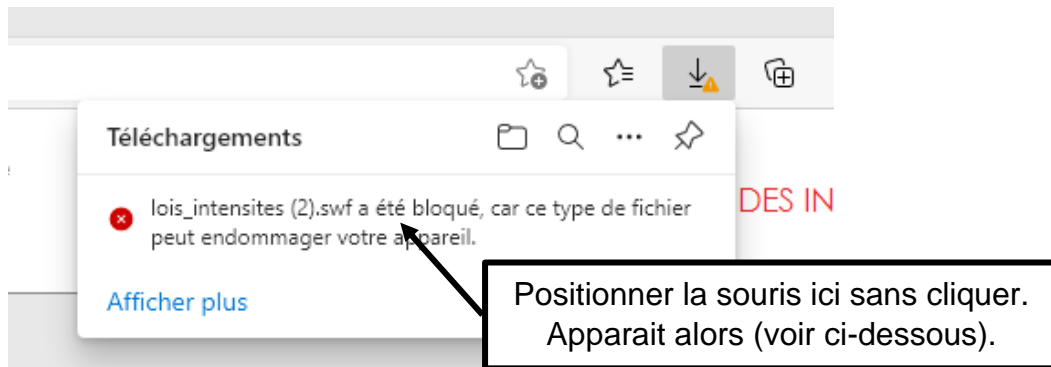 Téléchargements
lois_intensites (2).swf a été bloqué, car ce type de fichier
peut endommager votre appareil.
DES IN
Afficher plus
Positionner la souris ici sans cliquer.
Apparait alors (voir ci-dessous).